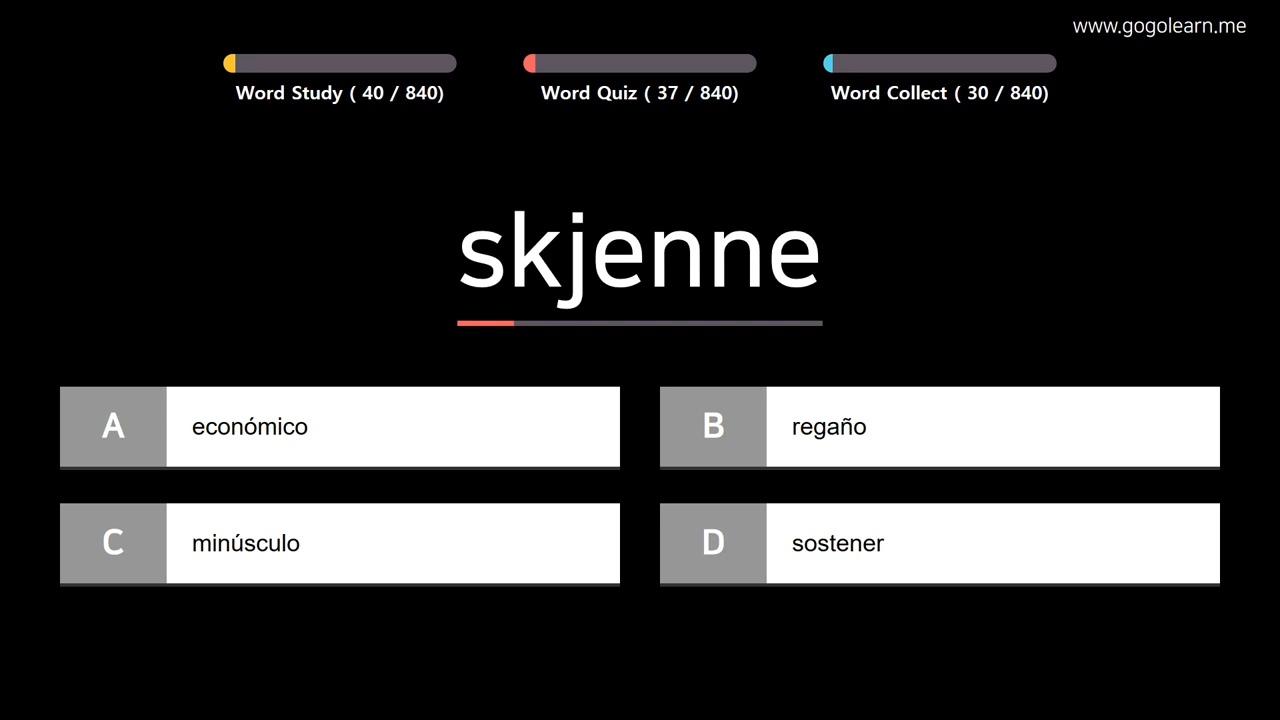 www.gogolearn.me
Word Study ( 40 / 840)
Word Quiz ( 37 / 840)
Word Collect ( 30 / 840)
skjenne
A económico
B regaño
C minúsculo
D sostener